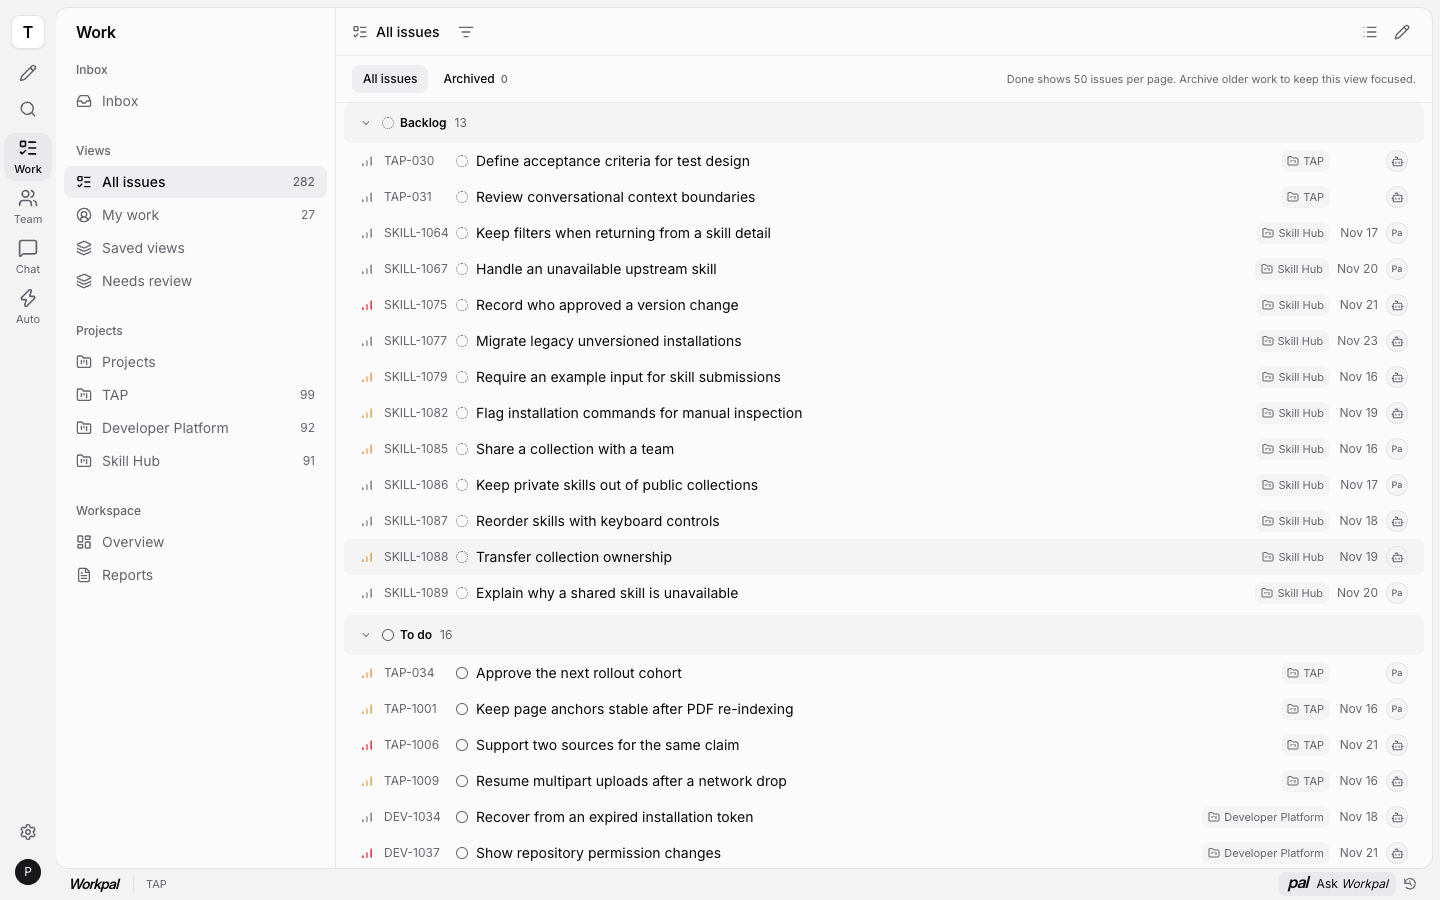 T
Work
Team
Chat
Auto
P
Work
Inbox
Inbox
Views
All issues 282
My work 27
Saved views
Needs review
Projects
Projects
TAP 99
Developer Platform 92
Skill Hub 91
Workspace
Overview
Reports
All issues
All issues Archived 0 Done shows 50 issues per page. Archive older work to keep this view focused.
Backlog 13
TAP-030 Define acceptance criteria for test design TAP
TAP-031 Review conversational context boundaries TAP
SKILL-1064 Keep filters when returning from a skill detail Skill Hub Nov 17 Pa
SKILL-1067 Handle an unavailable upstream skill Skill Hub Nov 20 Pa
SKILL-1075 Record who approved a version change Skill Hub Nov 21
SKILL-1077 Migrate legacy unversioned installations Skill Hub Nov 23
SKILL-1079 Require an example input for skill submissions Skill Hub Nov 16
SKILL-1082 Flag installation commands for manual inspection Skill Hub Nov 19
SKILL-1085 Share a collection with a team Skill Hub Nov 16 Pa
SKILL-1086 Keep private skills out of public collections Skill Hub Nov 17 Pa
SKILL-1087 Reorder skills with keyboard controls Skill Hub Nov 18
SKILL-1088 Transfer collection ownership Skill Hub Nov 19
SKILL-1089 Explain why a shared skill is unavailable Skill Hub Nov 20 Pa
To do 16
TAP-034 Approve the next rollout cohort TAP Pa
TAP-1001 Keep page anchors stable after PDF re-indexing TAP Nov 16 Pa
TAP-1006 Support two sources for the same claim TAP Nov 21
TAP-1009 Resume multipart uploads after a network drop TAP Nov 16
DEV-1034 Recover from an expired installation token Developer Platform Nov 18
DEV-1037 Show repository permission changes Developer Platform Nov 21
Workpal TAP pal Ask Workpal